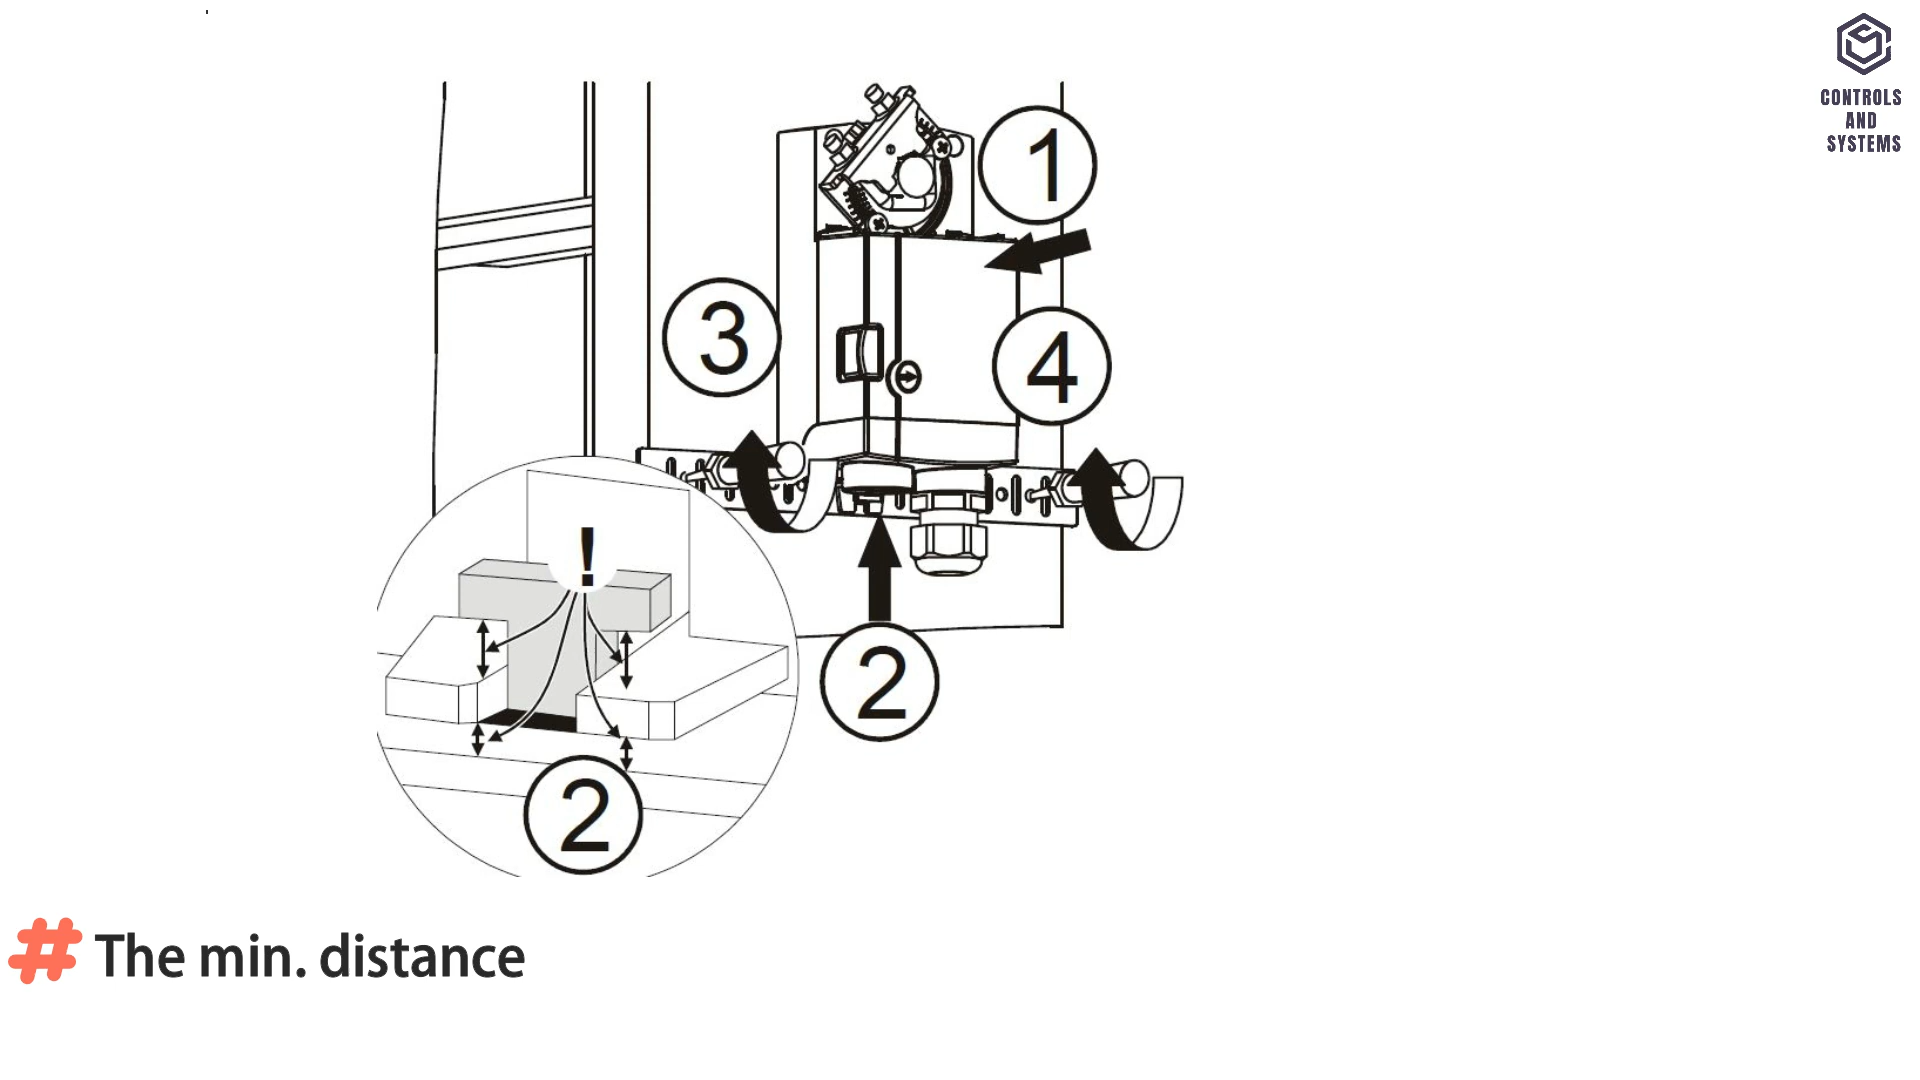 CONTROLS
AND
SYSTEMS
1
3
4
!
2
2
# The min. distance